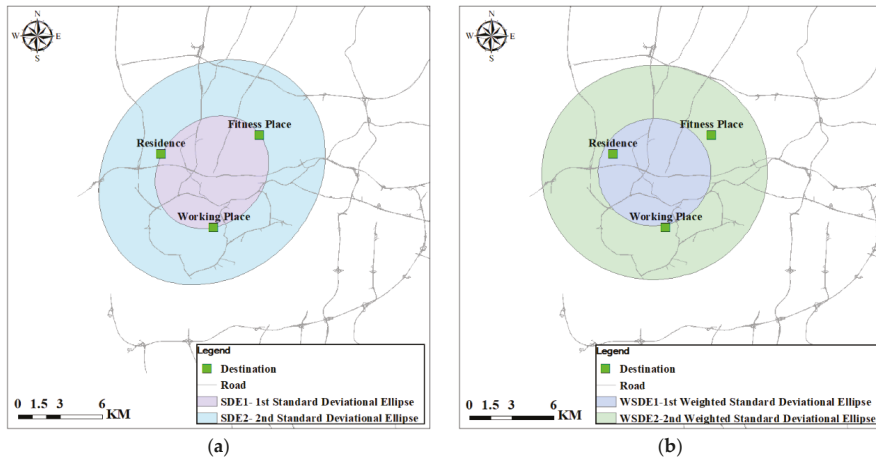 N
W E
S
Fitness Place
Residence
Working Place
Legend
Destination
Road
SDE1- 1st Standard Deviational Ellipse
SDE2- 2nd Standard Deviational Ellipse
0 1.5 3 6
KM
(a)
N
W E
S
Fitness Place
Residence
Working Place
Legend
Destination
Road
WSDE1-1st Weighted Standard Deviational Ellipse
WSDE2-2nd Weighted Standard Deviational Ellipse
0 1.5 3 6
KM
(b)